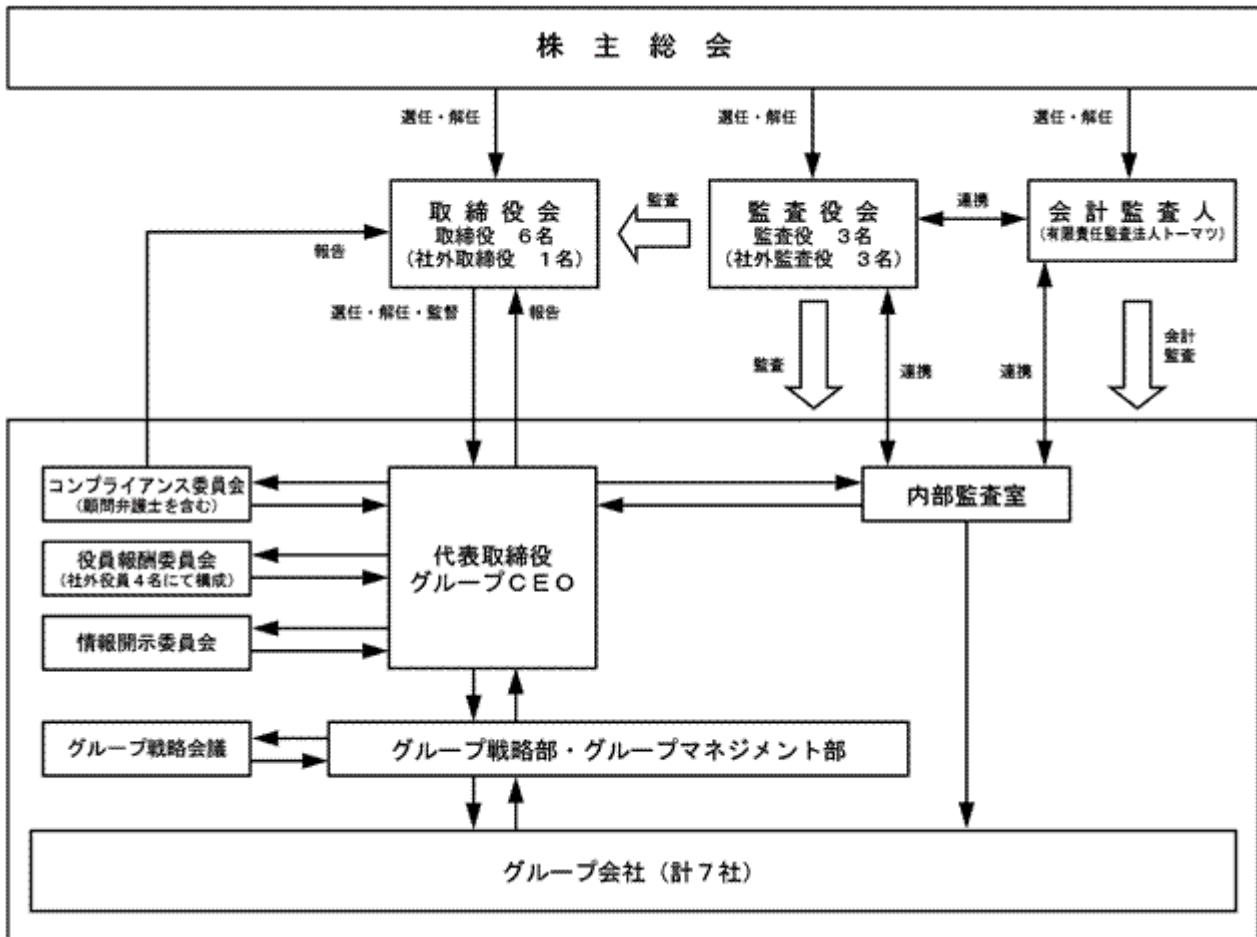 株 主 総 会
選任・解任
選任・解任
選任・解任
取 締 役 会
取締役 6名
(社外取締役 1名)
監査
監 査 役 会
監査役 3名
(社外監査役 3名)
連携
会 計 監 査 人
(有限責任監査法人トーマツ)
報告
選任・解任・監督
報告
監査
連携
連携
会計
監査
コンプライアンス委員会
(顧問弁護士を含む)
役員報酬委員会
(社外役員4名にて構成)
情報開示委員会
代表取締役
グループCEO
内部監査室
グループ戦略会議
グループ戦略部・グループマネジメント部
グループ会社(計7社)